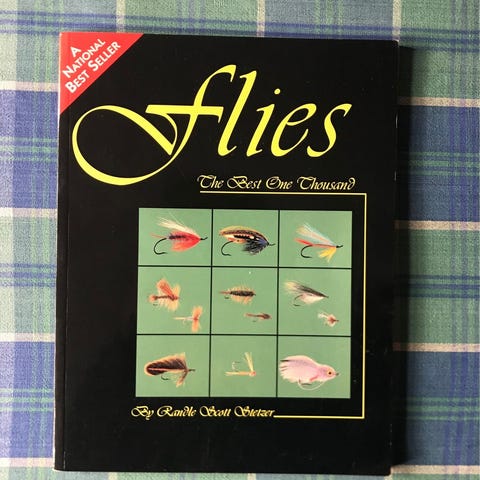 A
NATIONAL
BEST SELLER
flies
The Best One Thousand
By Randle Scott Stetzer